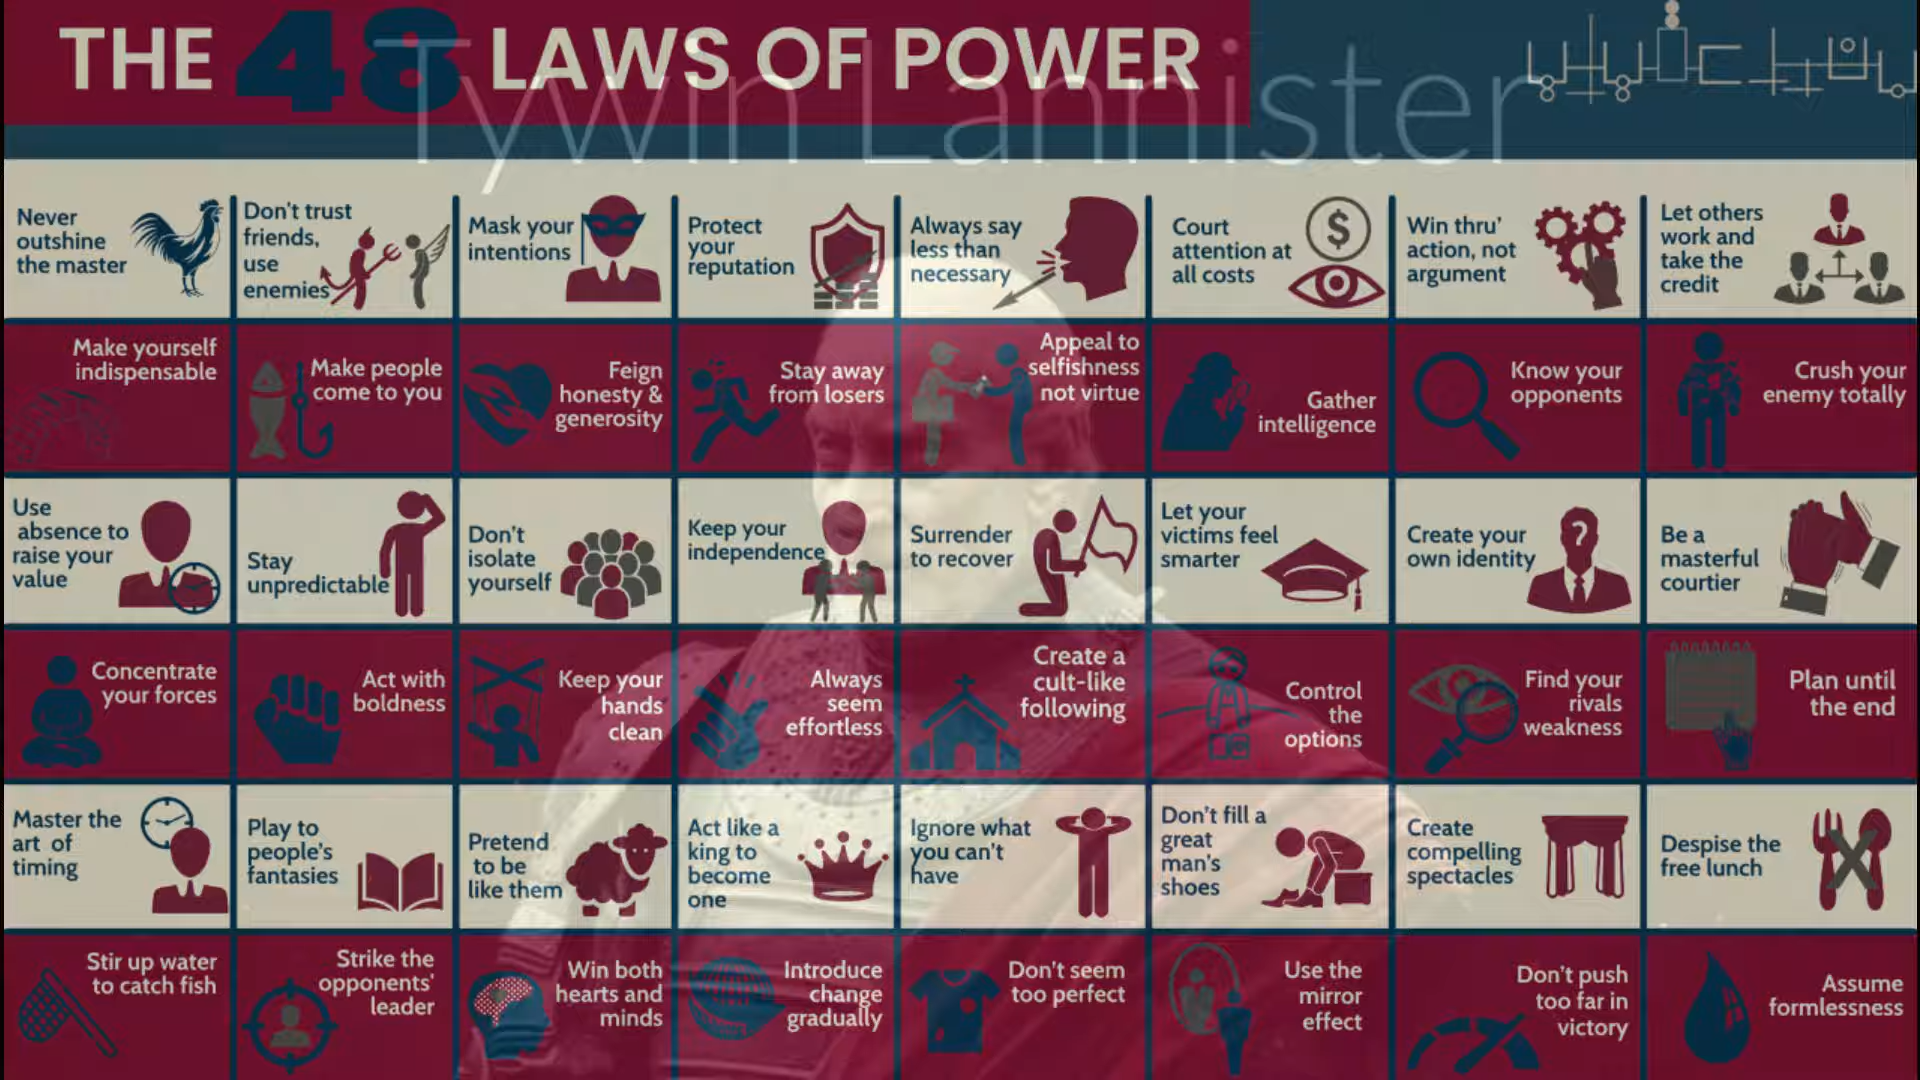 THE 48 LAWS OF POWER
Tywin Lannister
Never
outshine
the master
Don't trust
friends,
use
enemies
Mask your
intentions
Protect
your
reputation
Always say
less than
necessary
Court
attention at
all costs
Win thru'
action, not
argument
Let others
work and
take the
credit
Make yourself
indispensable
Make people
come to you
Feign
honesty &
generosity
Stay away
from losers
Appeal to
selfishness
not virtue
Gather
intelligence
Know your
opponents
Crush your
enemy totally
Use
absence to
raise your
value
Stay
unpredictable
Don't
isolate
yourself
Keep your
independence
Surrender
to recover
Let your
victims feel
smarter
Create your
own identity
Be a
masterful
courtier
Concentrate
your forces
Act with
boldness
Keep your
hands
clean
Always
seem
effortless
Create a
cult-like
following
Control
the
options
Find your
rivals
weakness
Plan until
the end
Master the
art of
timing
Play to
people's
fantasies
Pretend
to be
like them
Act like a
king to
become
one
Ignore what
you can't
have
Don't fill a
great
man's
shoes
Create
compelling
spectacles
Despise the
free lunch
Stir up water
to catch fish
Strike the
opponents'
leader
Win both
hearts and
minds
Introduce
change
gradually
Don't seem
too perfect
Use the
mirror
effect
Don't push
too far in
victory
Assume
formlessness